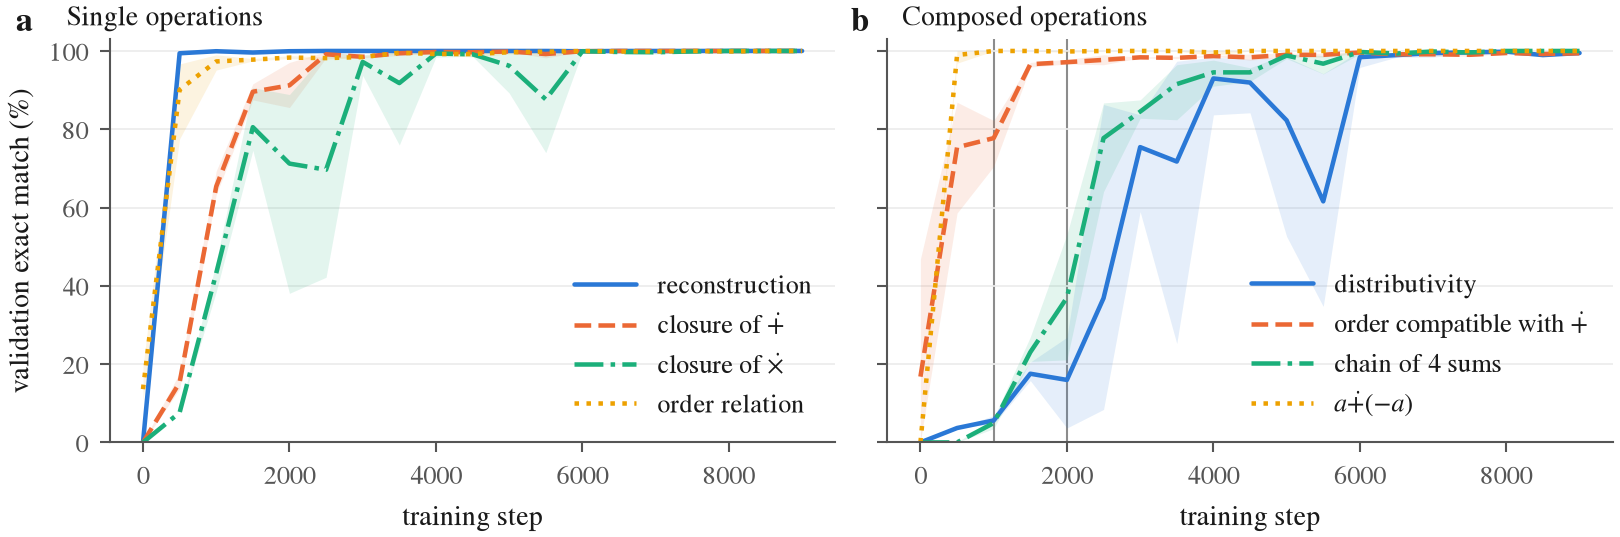 a Single operations
validation exact match (%)
100
80
60
40
20
0
0 2000 4000 6000 8000
training step
reconstruction
closure of ∔
closure of ×̇
order relation
b Composed operations
0 2000 4000 6000 8000
training step
distributivity
order compatible with ∔
chain of 4 sums
a∔(−a)